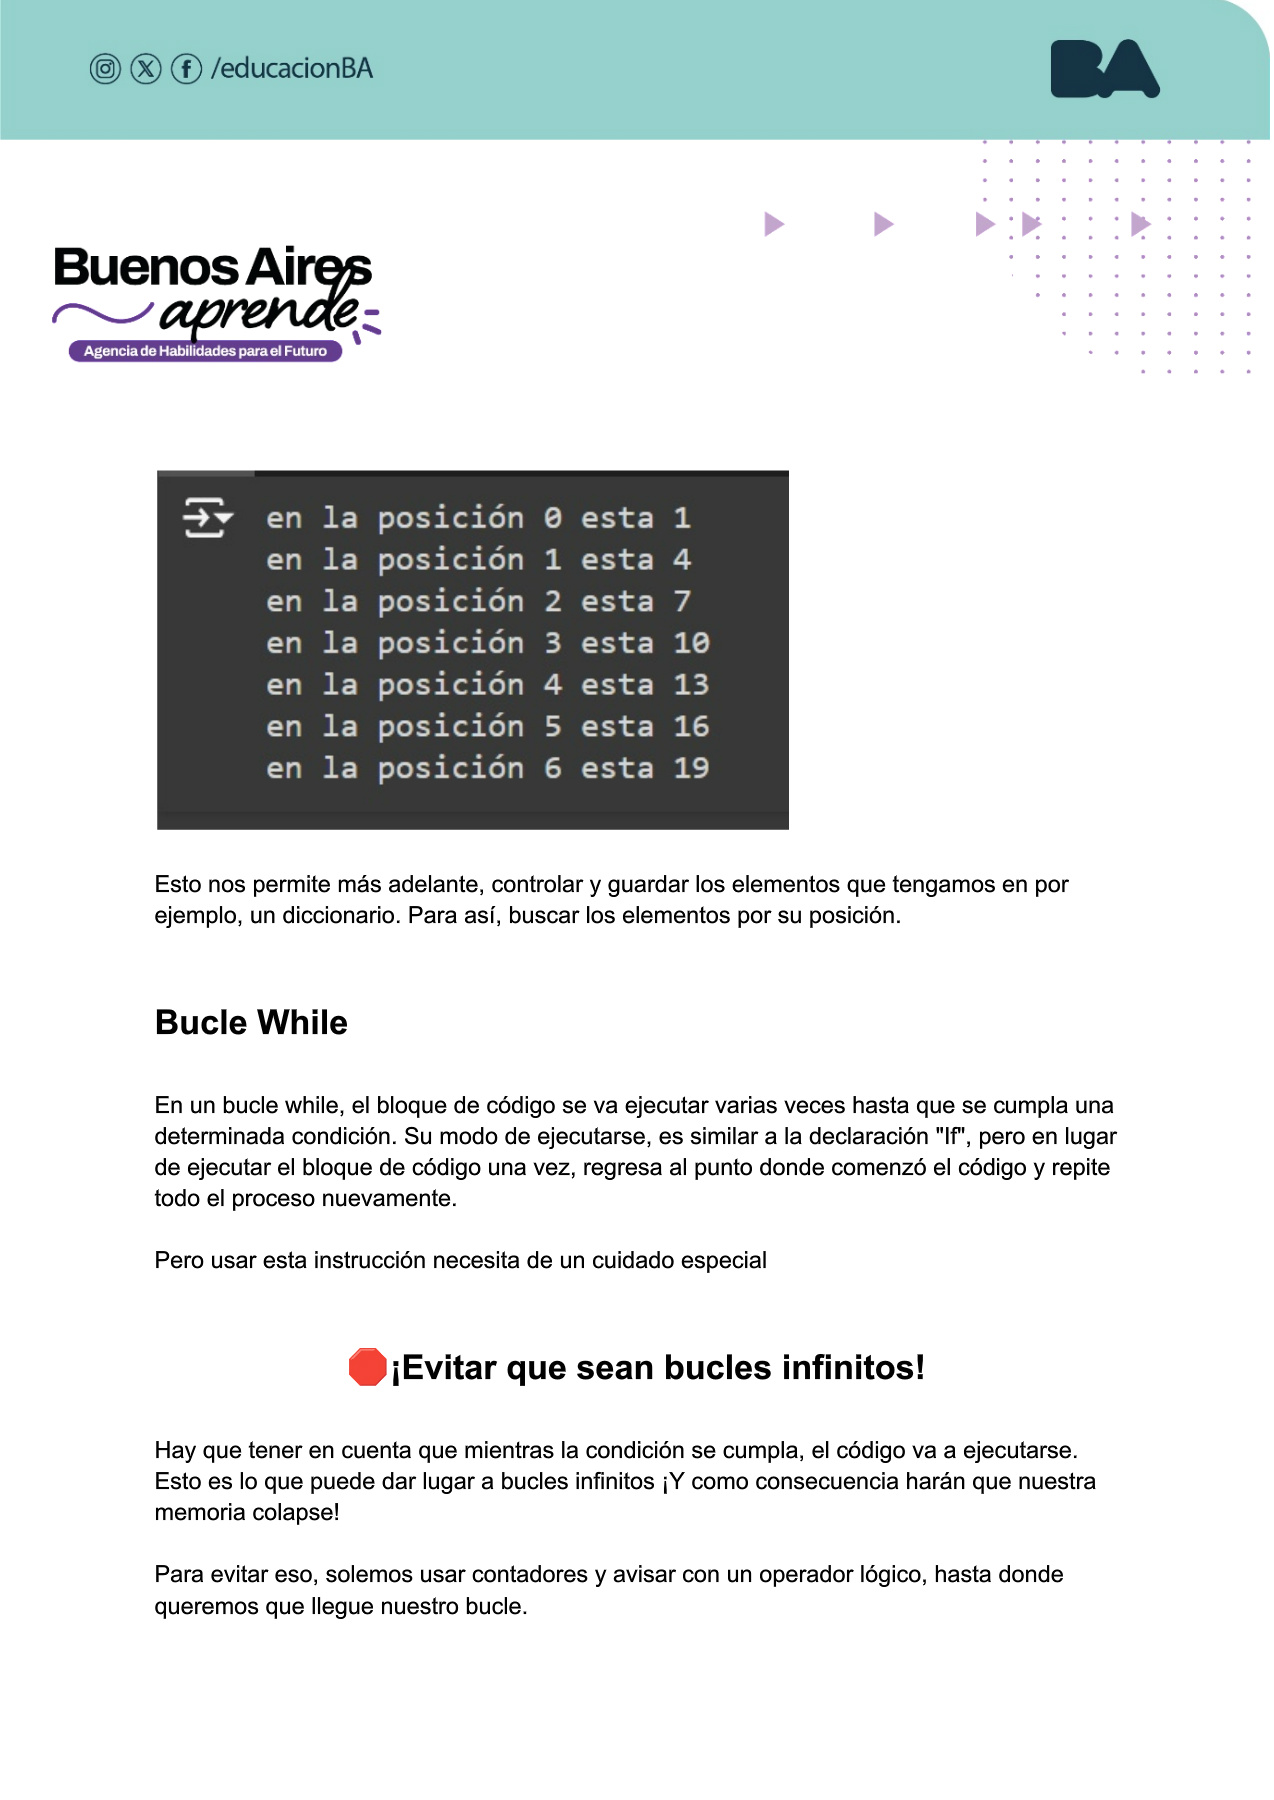 /educacionBA
BA
Buenos Aires
aprende
Agencia de Habilidades para el Futuro
en la posición 0 esta 1
en la posición 1 esta 4
en la posición 2 esta 7
en la posición 3 esta 10
en la posición 4 esta 13
en la posición 5 esta 16
en la posición 6 esta 19
Esto nos permite más adelante, controlar y guardar los elementos que tengamos en por
ejemplo, un diccionario. Para así, buscar los elementos por su posición.
Bucle While
En un bucle while, el bloque de código se va ejecutar varias veces hasta que se cumpla una
determinada condición. Su modo de ejecutarse, es similar a la declaración "If", pero en lugar
de ejecutar el bloque de código una vez, regresa al punto donde comenzó el código y repite
todo el proceso nuevamente.
Pero usar esta instrucción necesita de un cuidado especial
🛑¡Evitar que sean bucles infinitos!
Hay que tener en cuenta que mientras la condición se cumpla, el código va a ejecutarse.
Esto es lo que puede dar lugar a bucles infinitos ¡Y como consecuencia harán que nuestra
memoria colapse!
Para evitar eso, solemos usar contadores y avisar con un operador lógico, hasta donde
queremos que llegue nuestro bucle.